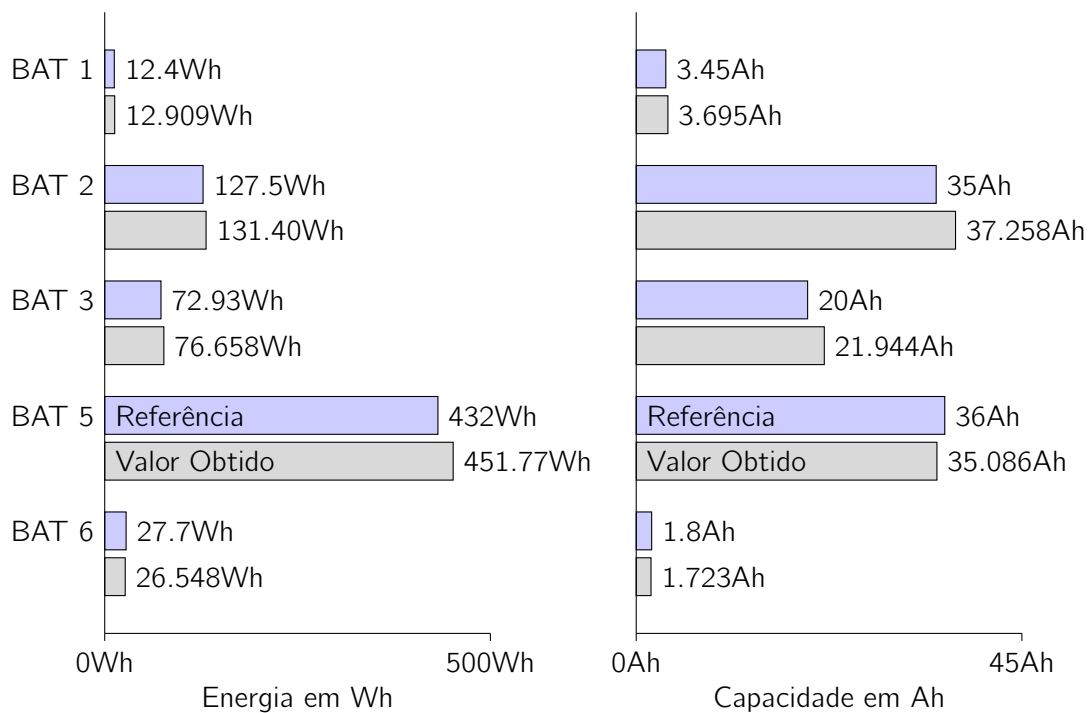 BAT 1
12.4Wh
3.45Ah
12.909Wh
3.695Ah
BAT 2
127.5Wh
35Ah
131.40Wh
37.258Ah
BAT 3
72.93Wh
20Ah
76.658Wh
21.944Ah
BAT 5
Referência
432Wh
Referência
36Ah
Valor Obtido
451.77Wh
Valor Obtido
35.086Ah
BAT 6
27.7Wh
1.8Ah
26.548Wh
1.723Ah
0Wh
500Wh
0Ah
45Ah
Energia em Wh
Capacidade em Ah